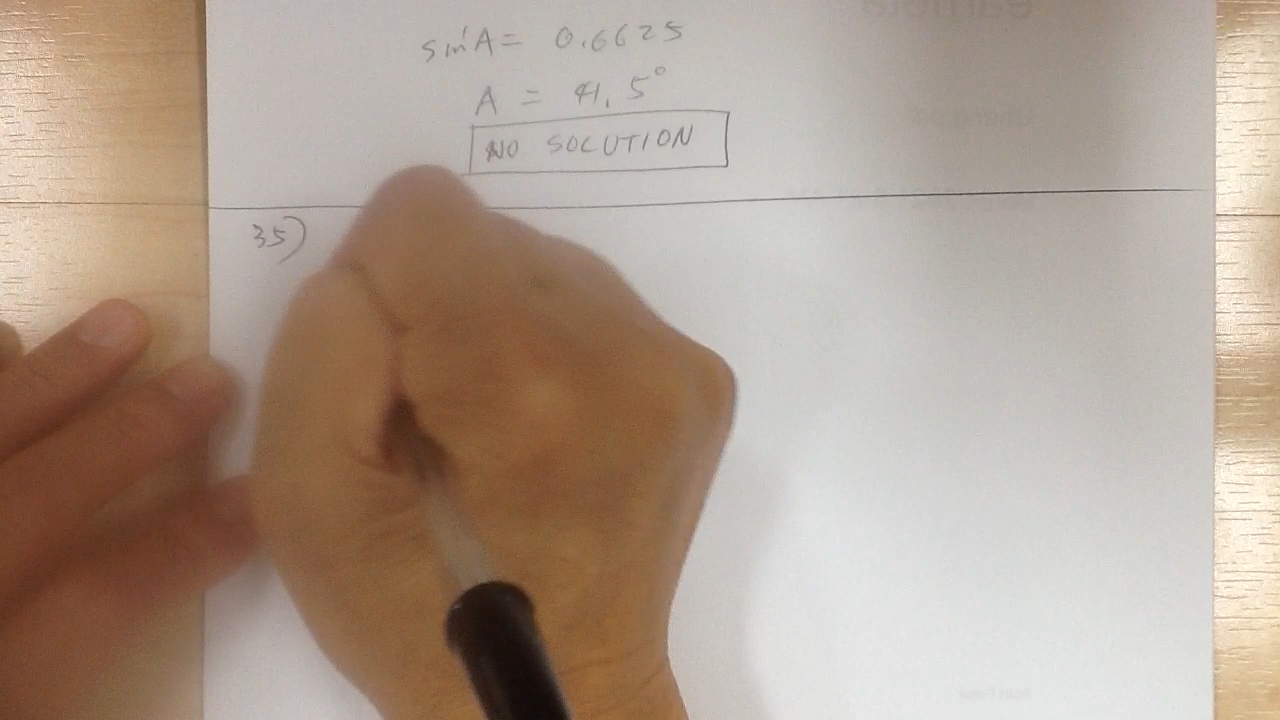 sin A = 0.6625
A = 41.5°
NO SOLUTION
35)